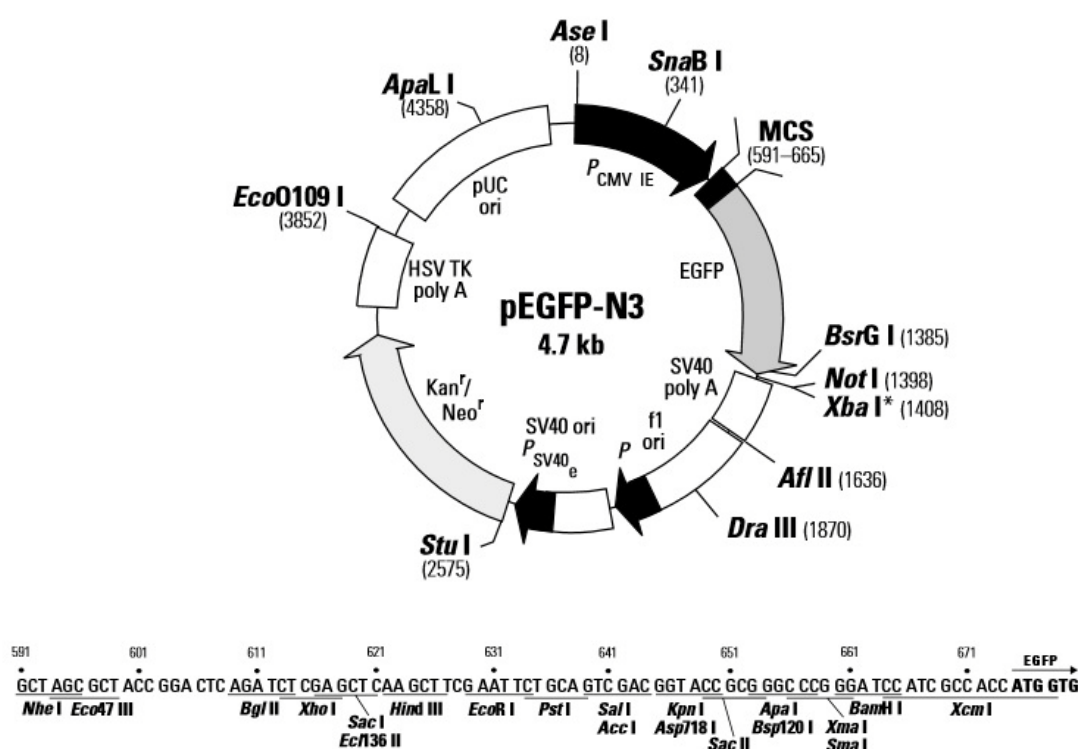 Ase I
(8)
SnaB I
(341)
ApaL I
(4358)
MCS
(591–665)
P CMV IE
pUC
ori
EcoO109 I
(3852)
HSV TK
poly A
EGFP
pEGFP-N3
4.7 kb
BsrG I (1385)
Not I (1398)
Xba I* (1408)
SV40
poly A
Kanr/
Neor
SV40 ori
P SV40e
P
f1
ori
Afl II (1636)
Dra III (1870)
Stu I
(2575)
591 601 611 621 631 641 651 661 671 EGFP
GCT AGC GCT ACC GGA CTC AGA TCT CGA GCT CAA GCT TCG AAT TCT GCA GTC GAC GGT ACC GCG GGC CCG GGA TCC ATC GCC ACC ATG GTG
Nhe I Eco47 III Bgl II Xho I Hind III EcoR I Pst I Sal I Kpn I Apa I BamH I Xcm I
Sac I Acc I Asp718 I Bsp120 I Xma I
Ecl136 II Sac II Sma I